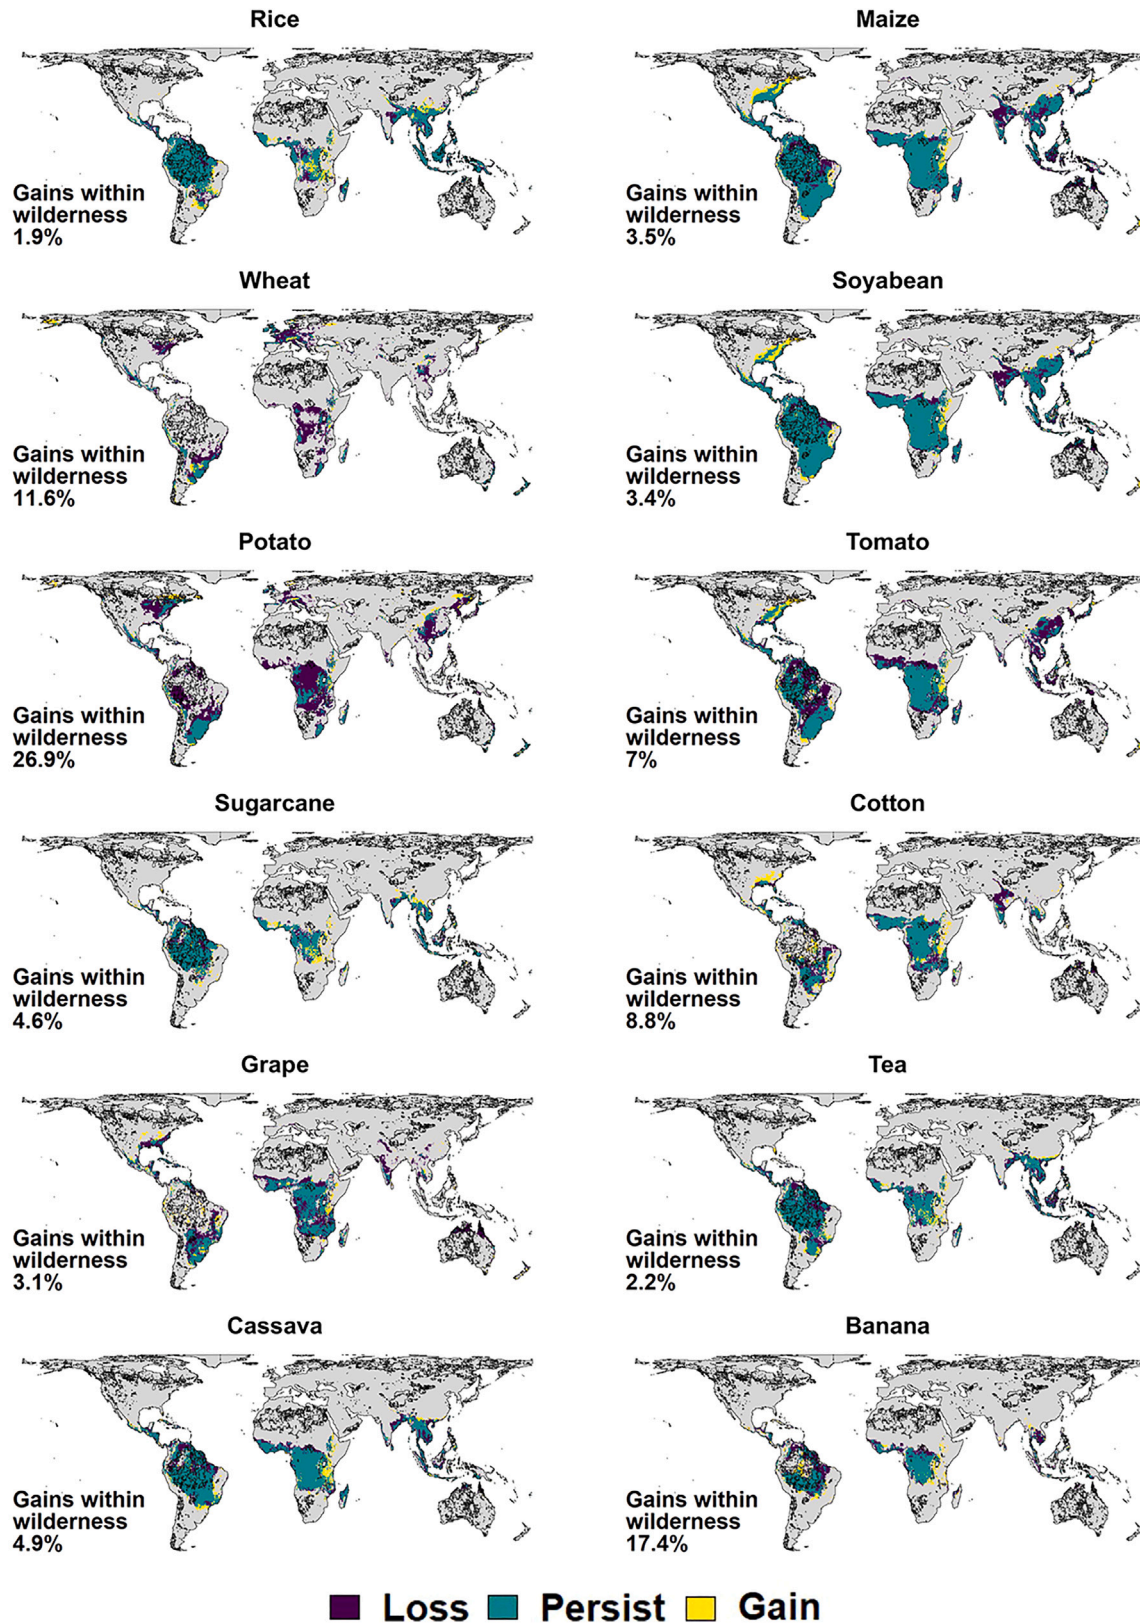 Rice
Maize
Gains within
wilderness
1.9%
Gains within
wilderness
3.5%
Wheat
Soyabean
Gains within
wilderness
11.6%
Gains within
wilderness
3.4%
Potato
Tomato
Gains within
wilderness
26.9%
Gains within
wilderness
7%
Sugarcane
Cotton
Gains within
wilderness
4.6%
Gains within
wilderness
8.8%
Grape
Tea
Gains within
wilderness
3.1%
Gains within
wilderness
2.2%
Cassava
Banana
Gains within
wilderness
4.9%
Gains within
wilderness
17.4%
Loss Persist Gain